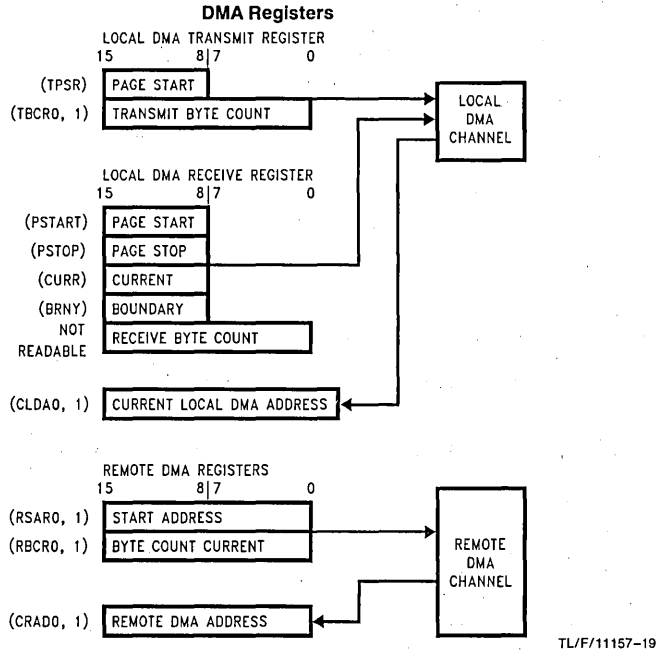 DMA Registers
LOCAL DMA TRANSMIT REGISTER
15 8|7 0
(TPSR) PAGE START
(TBCR0, 1) TRANSMIT BYTE COUNT
LOCAL DMA CHANNEL
LOCAL DMA RECEIVE REGISTER
15 8|7 0
(PSTART) PAGE START
(PSTOP) PAGE STOP
(CURR) CURRENT
(BRNY) BOUNDARY
NOT READABLE RECEIVE BYTE COUNT
(CLDA0, 1) CURRENT LOCAL DMA ADDRESS
REMOTE DMA REGISTERS
15 8|7 0
(RSAR0, 1) START ADDRESS
(RBCR0, 1) BYTE COUNT CURRENT
REMOTE DMA CHANNEL
(CRAD0, 1) REMOTE DMA ADDRESS
TL/F/11157-19